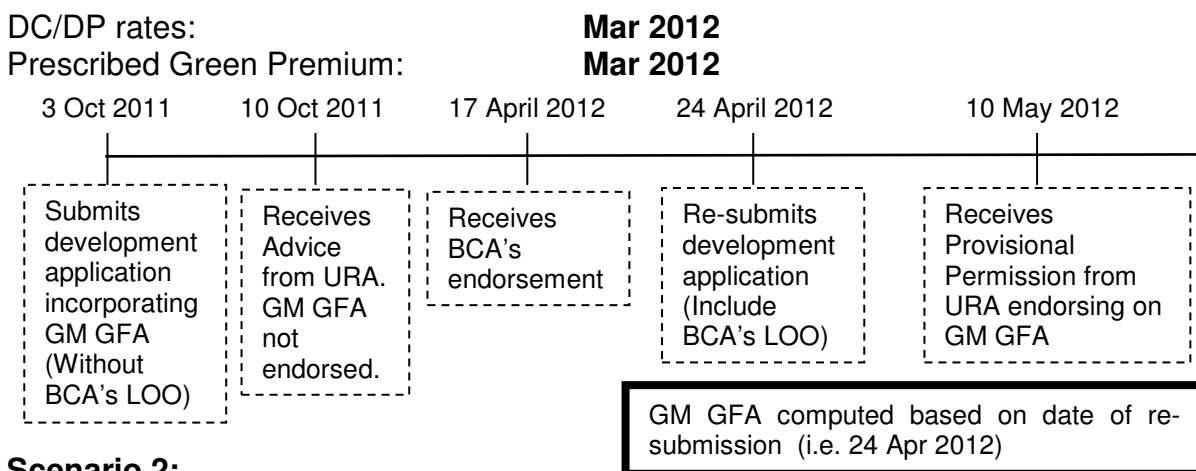 DC/DP rates: Mar 2012
Prescribed Green Premium: Mar 2012
3 Oct 2011 10 Oct 2011 17 April 2012 24 April 2012 10 May 2012
Submits
development
application
incorporating
GM GFA
(Without
BCA's LOO)
Receives
Advice
from URA.
GM GFA
not
endorsed.
Receives
BCA's
endorsement
Re-submits
development
application
(Include
BCA's LOO)
Receives
Provisional
Permission from
URA endorsing on
GM GFA
GM GFA computed based on date of re-
submission (i.e. 24 Apr 2012)
Scenario 2: